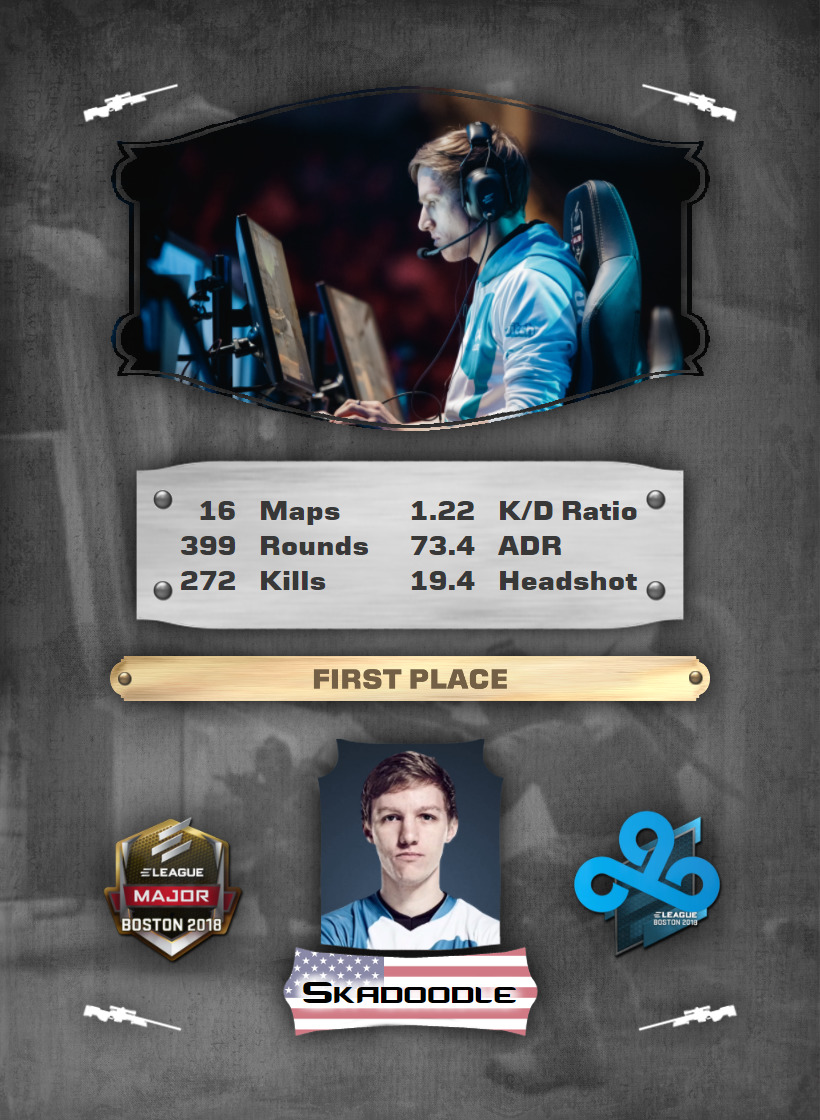 16 Maps 1.22 K/D Ratio
399 Rounds 73.4 ADR
272 Kills 19.4 Headshot
FIRST PLACE
ELEAGUE
MAJOR
BOSTON 2018
ELEAGUE
BOSTON 2018
SKADOODLE